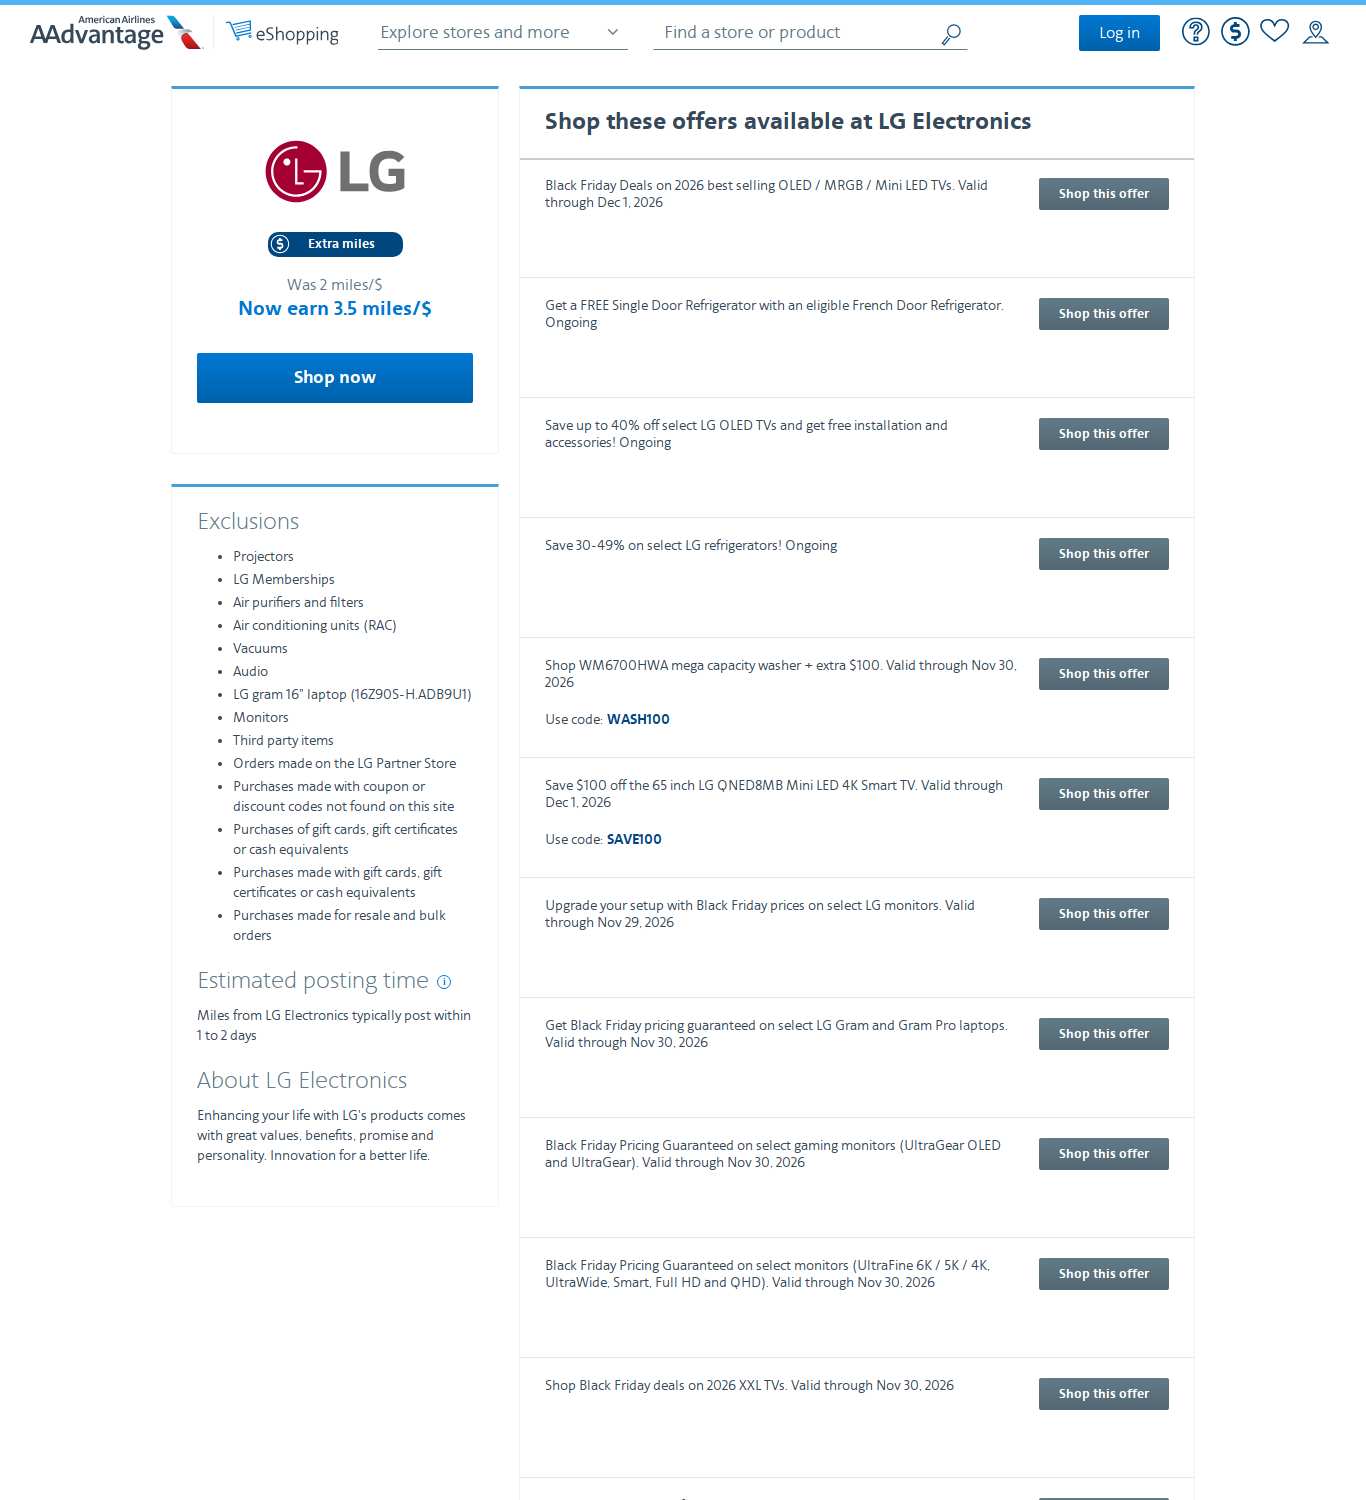 American Airlines
AAdvantage
eShopping
Explore stores and more
Find a store or product
Log in
LG
Extra miles
Was 2 miles/$
Now earn 3.5 miles/$
Shop now
Exclusions
Projectors
LG Memberships
Air purifiers and filters
Air conditioning units (RAC)
Vacuums
Audio
LG gram 16" laptop (16Z90S-H.ADB9U1)
Monitors
Third party items
Orders made on the LG Partner Store
Purchases made with coupon or
discount codes not found on this site
Purchases of gift cards, gift certificates
or cash equivalents
Purchases made with gift cards, gift
certificates or cash equivalents
Purchases made for resale and bulk
orders
Estimated posting time
Miles from LG Electronics typically post within
1 to 2 days
About LG Electronics
Enhancing your life with LG's products comes
with great values, benefits, promise and
personality. Innovation for a better life.
Shop these offers available at LG Electronics
Black Friday Deals on 2026 best selling OLED / MRGB / Mini LED TVs. Valid
through Dec 1, 2026
Shop this offer
Get a FREE Single Door Refrigerator with an eligible French Door Refrigerator.
Ongoing
Shop this offer
Save up to 40% off select LG OLED TVs and get free installation and
accessories! Ongoing
Shop this offer
Save 30-49% on select LG refrigerators! Ongoing
Shop this offer
Shop WM6700HWA mega capacity washer + extra $100. Valid through Nov 30,
2026
Use code: WASH100
Shop this offer
Save $100 off the 65 inch LG QNED8MB Mini LED 4K Smart TV. Valid through
Dec 1, 2026
Use code: SAVE100
Shop this offer
Upgrade your setup with Black Friday prices on select LG monitors. Valid
through Nov 29, 2026
Shop this offer
Get Black Friday pricing guaranteed on select LG Gram and Gram Pro laptops.
Valid through Nov 30, 2026
Shop this offer
Black Friday Pricing Guaranteed on select gaming monitors (UltraGear OLED
and UltraGear). Valid through Nov 30, 2026
Shop this offer
Black Friday Pricing Guaranteed on select monitors (UltraFine 6K / 5K / 4K,
UltraWide, Smart, Full HD and QHD). Valid through Nov 30, 2026
Shop this offer
Shop Black Friday deals on 2026 XXL TVs. Valid through Nov 30, 2026
Shop this offer